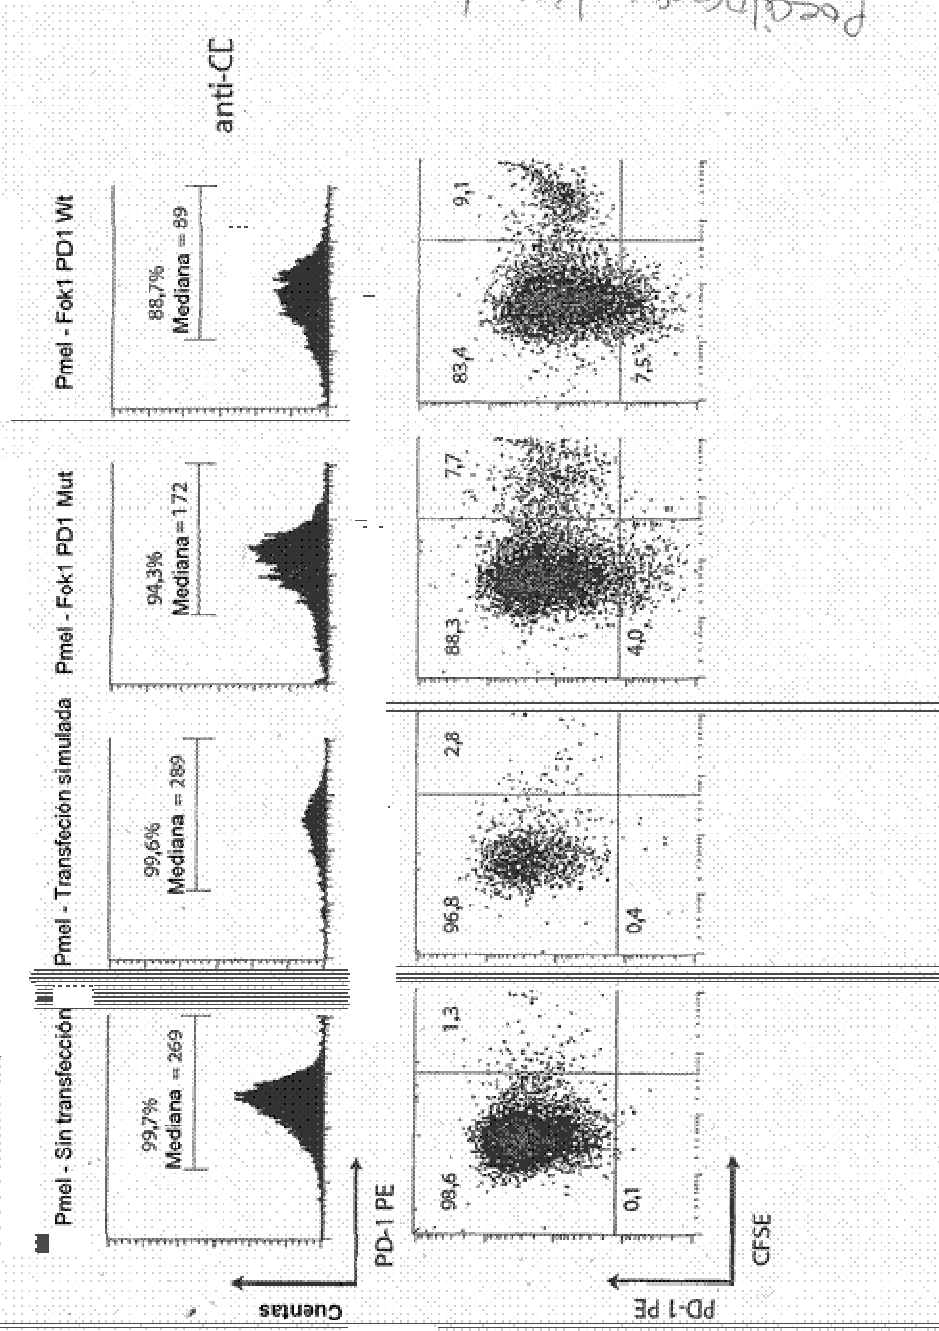 Pmel - Sin transfección
Pmel - Transfeción simulada
Pmel - Fok1 PD1 Mut
Pmel - Fok1 PD1 Wt
99,7%
Mediana = 269
99,6%
Mediana = 289
94,3%
Mediana = 172
88,7%
Mediana = 89
anti-CD
Cuentas
PD-1 PE
98,6
1,3
0,1
96,8
2,8
0,4
88,3
7,7
4,0
83,4
9,1
7,5
PD-1 PE
CFSE